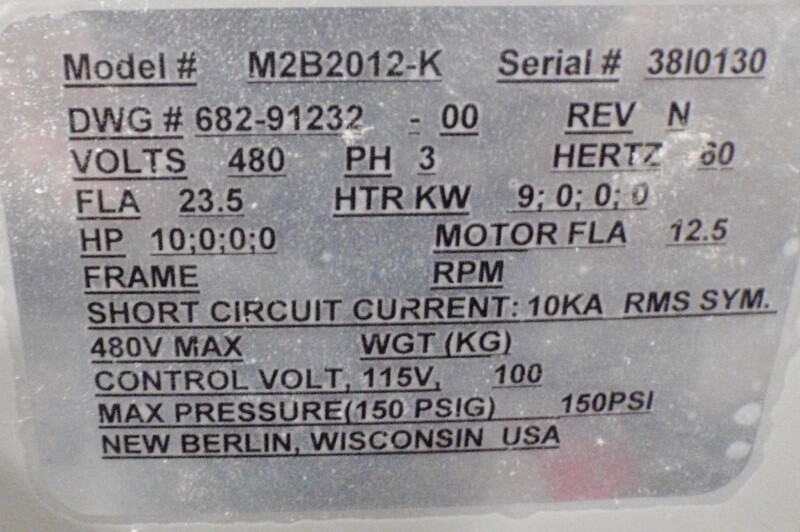 Model # M2B2012-K Serial # 38I0130
DWG # 682-91232 - 00 REV N
VOLTS 480 PH 3 HERTZ 60
FLA 23.5 HTR KW 9; 0; 0; 0
HP 10;0;0;0 MOTOR FLA 12.5
FRAME RPM
SHORT CIRCUIT CURRENT: 10KA RMS SYM.
480V MAX WGT (KG)
CONTROL VOLT, 115V, 100
MAX PRESSURE(150 PSIG) 150PSI
NEW BERLIN, WISCONSIN USA